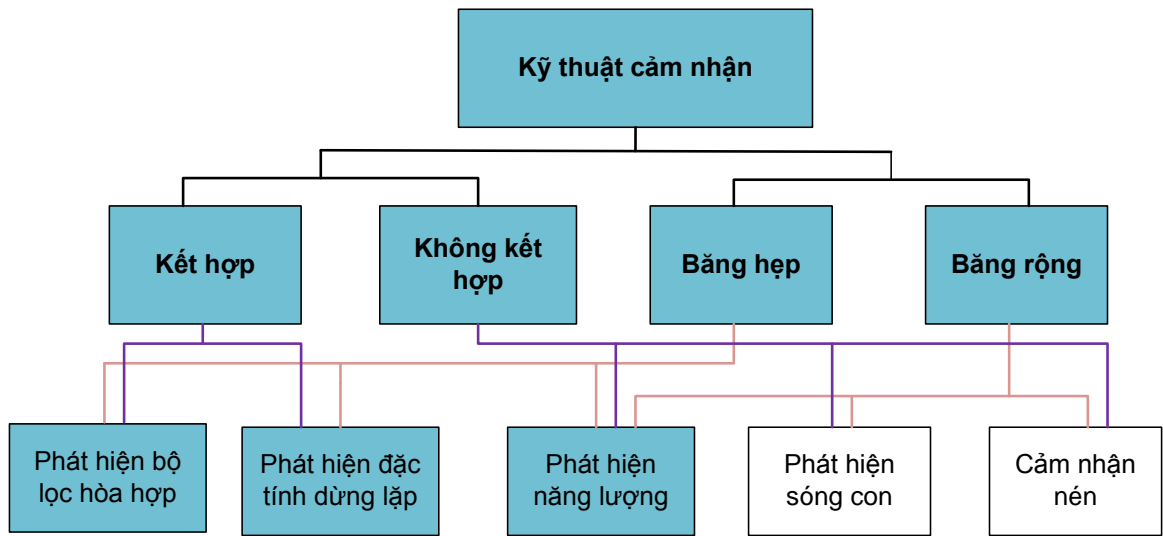 Kỹ thuật cảm nhận
Kết hợp
Không kết
hợp
Băng hẹp
Băng rộng
Phát hiện bộ
lọc hòa hợp
Phát hiện đặc
tính dừng lặp
Phát hiện
năng lượng
Phát hiện
sóng con
Cảm nhận
nén